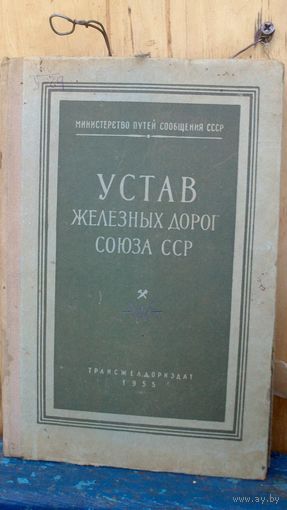 МИНИСТЕРСТВО ПУТЕЙ СООБЩЕНИЯ СССР
УСТАВ
ЖЕЛЕЗНЫХ ДОРОГ
СОЮЗА ССР
ТРАНСЖЕЛДОРИЗДАТ
1955
www.ay.by